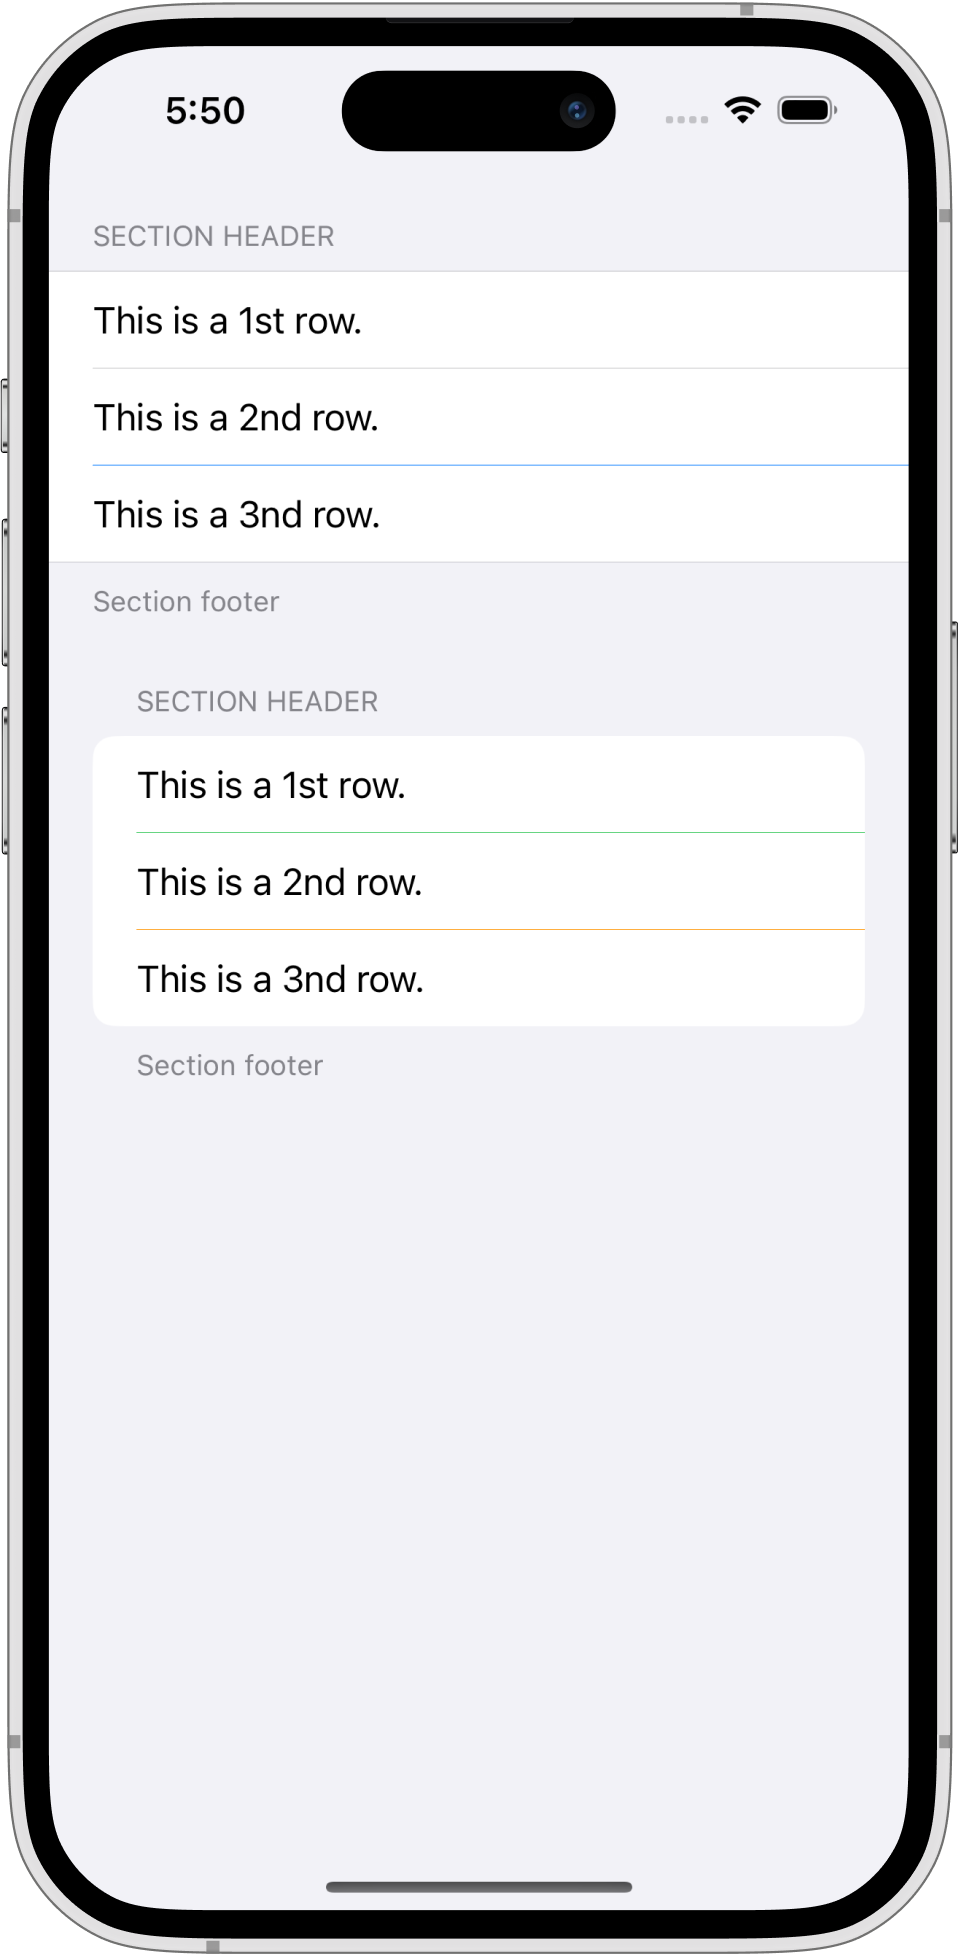 5:50
SECTION HEADER
This is a 1st row.
This is a 2nd row.
This is a 3nd row.
Section footer
SECTION HEADER
This is a 1st row.
This is a 2nd row.
This is a 3nd row.
Section footer